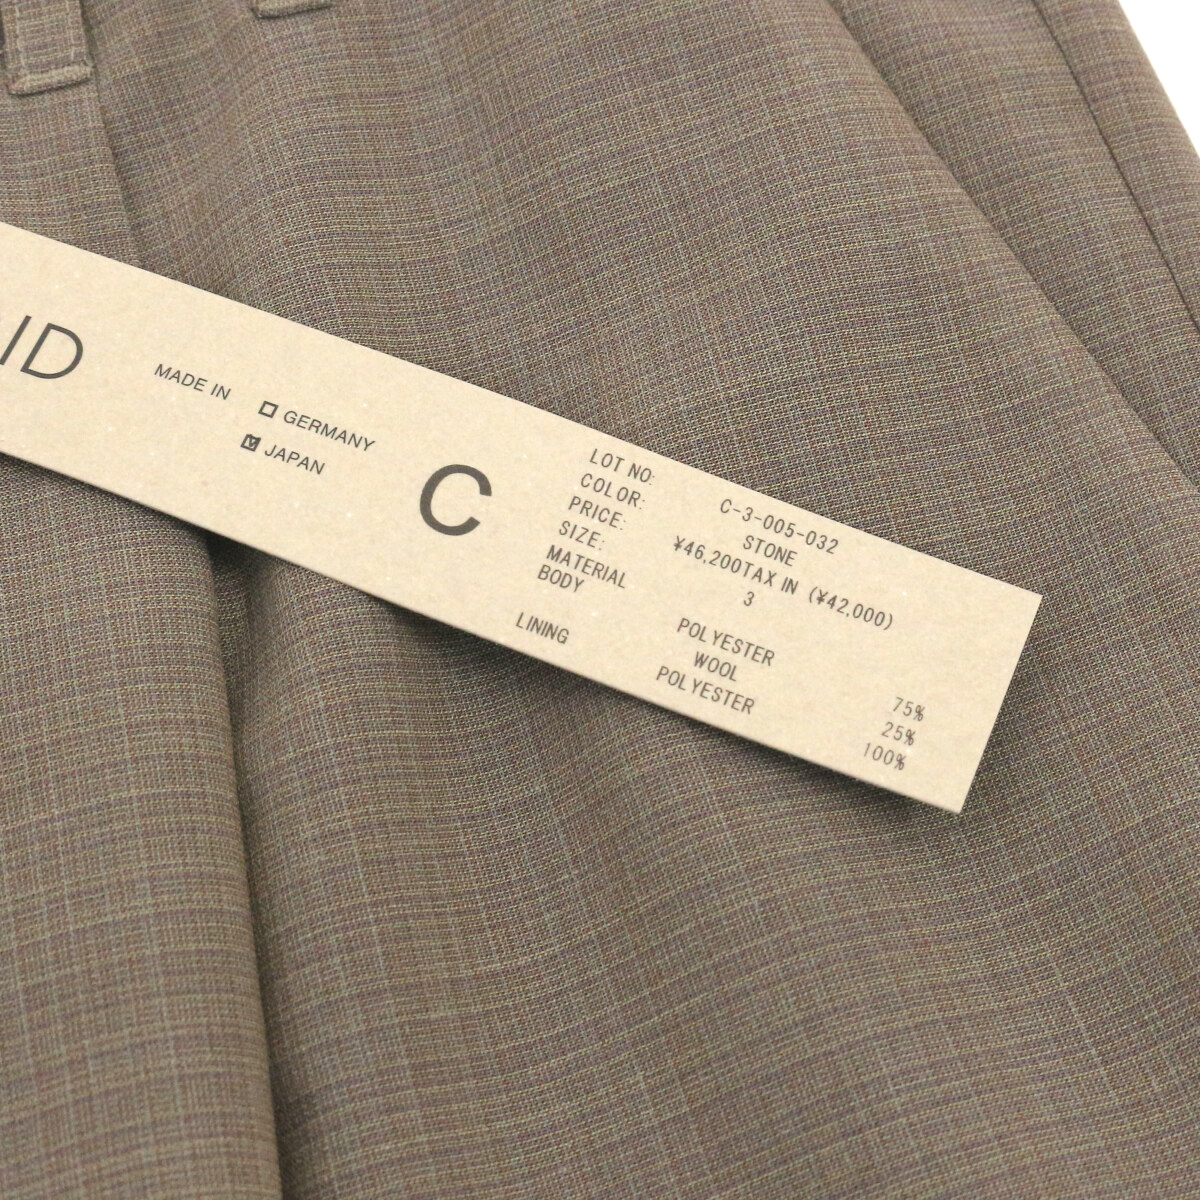 ID
MADE IN
GERMANY
JAPAN
C
LOT NO: C-3-005-032
COLOR: STONE
PRICE: ¥46,200TAX IN (¥42,000)
SIZE: 3
MATERIAL
BODY POLYESTER 75%
WOOL 25%
LINING POLYESTER 100%